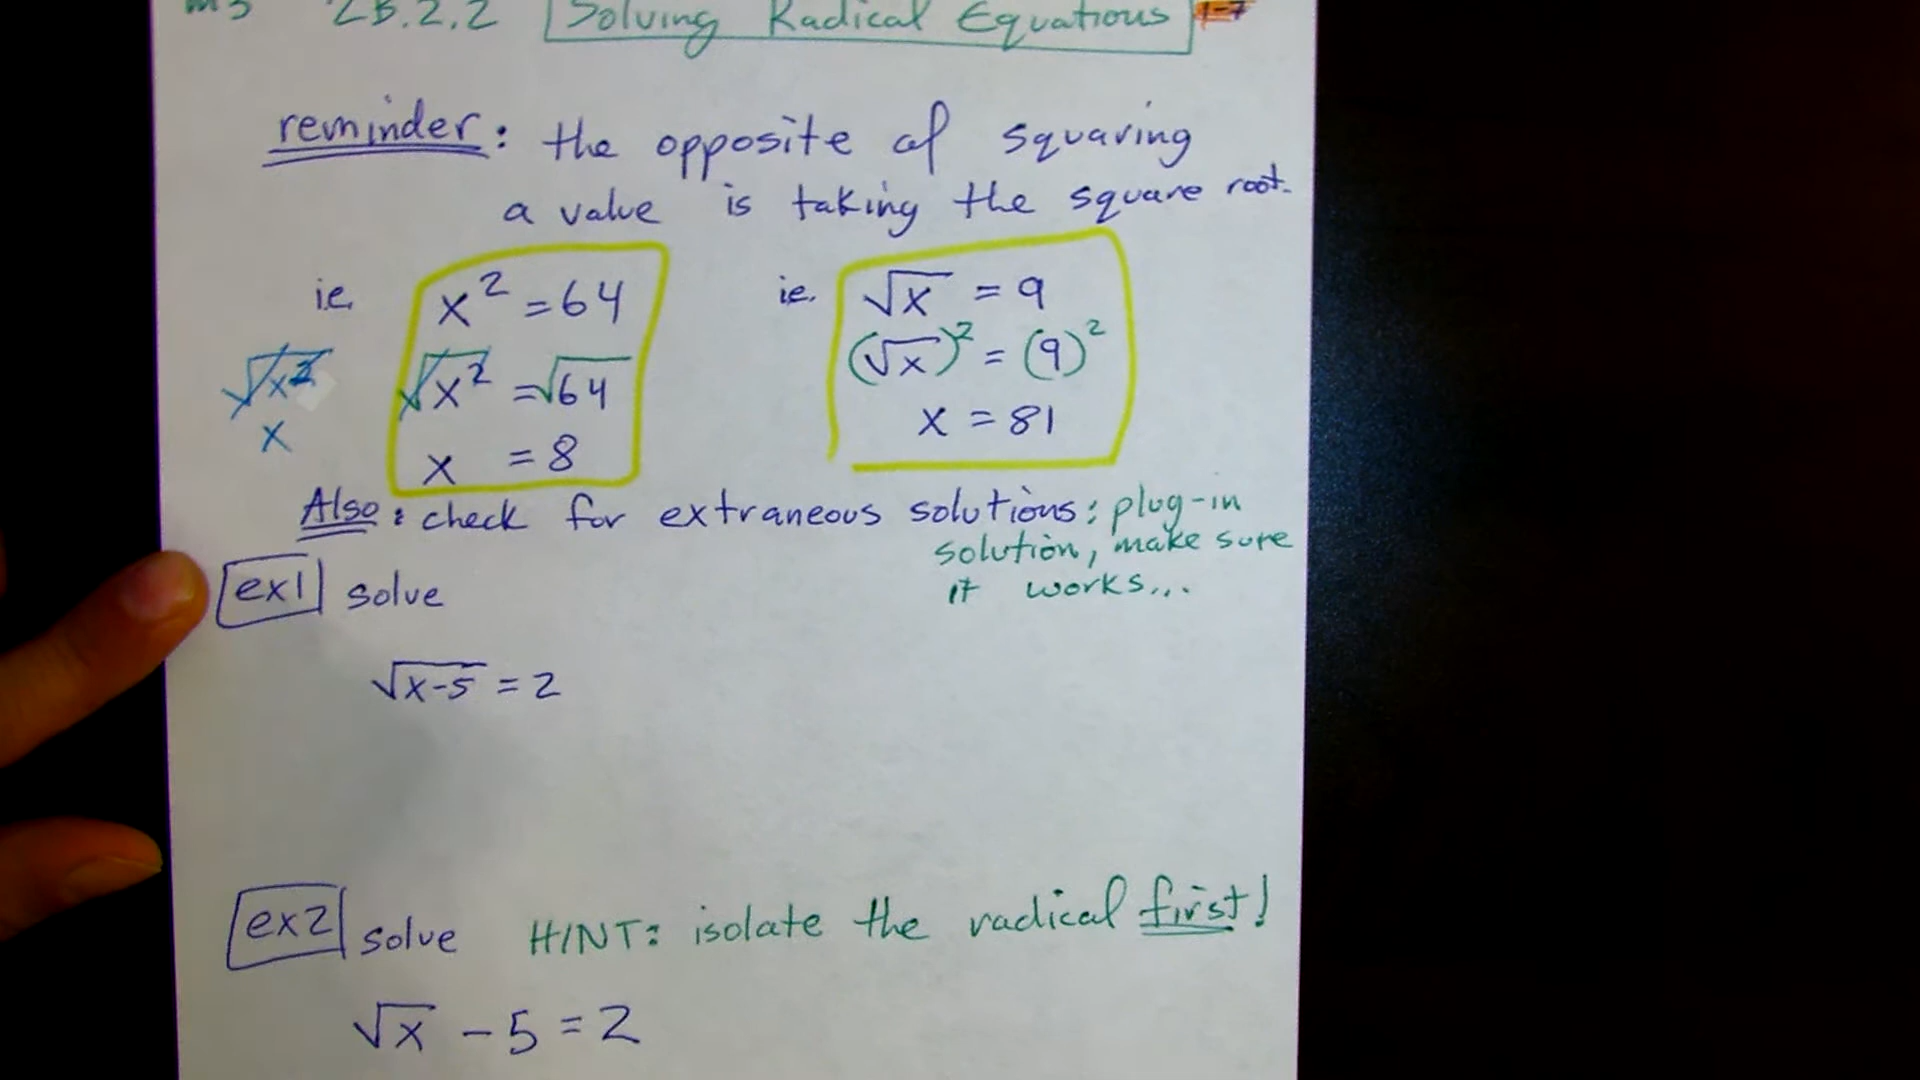 M3 2B.2.2 Solving Radical Equations
reminder: the opposite of squaring
a value is taking the square root.
i.e. x² = 64
√x² = √64
x = 8
√x²
x
ie. √x = 9
(√x)² = (9)²
x = 81
Also: check for extraneous solutions: plug-in
solution, make sure
it works...
ex1 solve
√x-5 = 2
ex2 solve HINT: isolate the radical first!
√x - 5 = 2